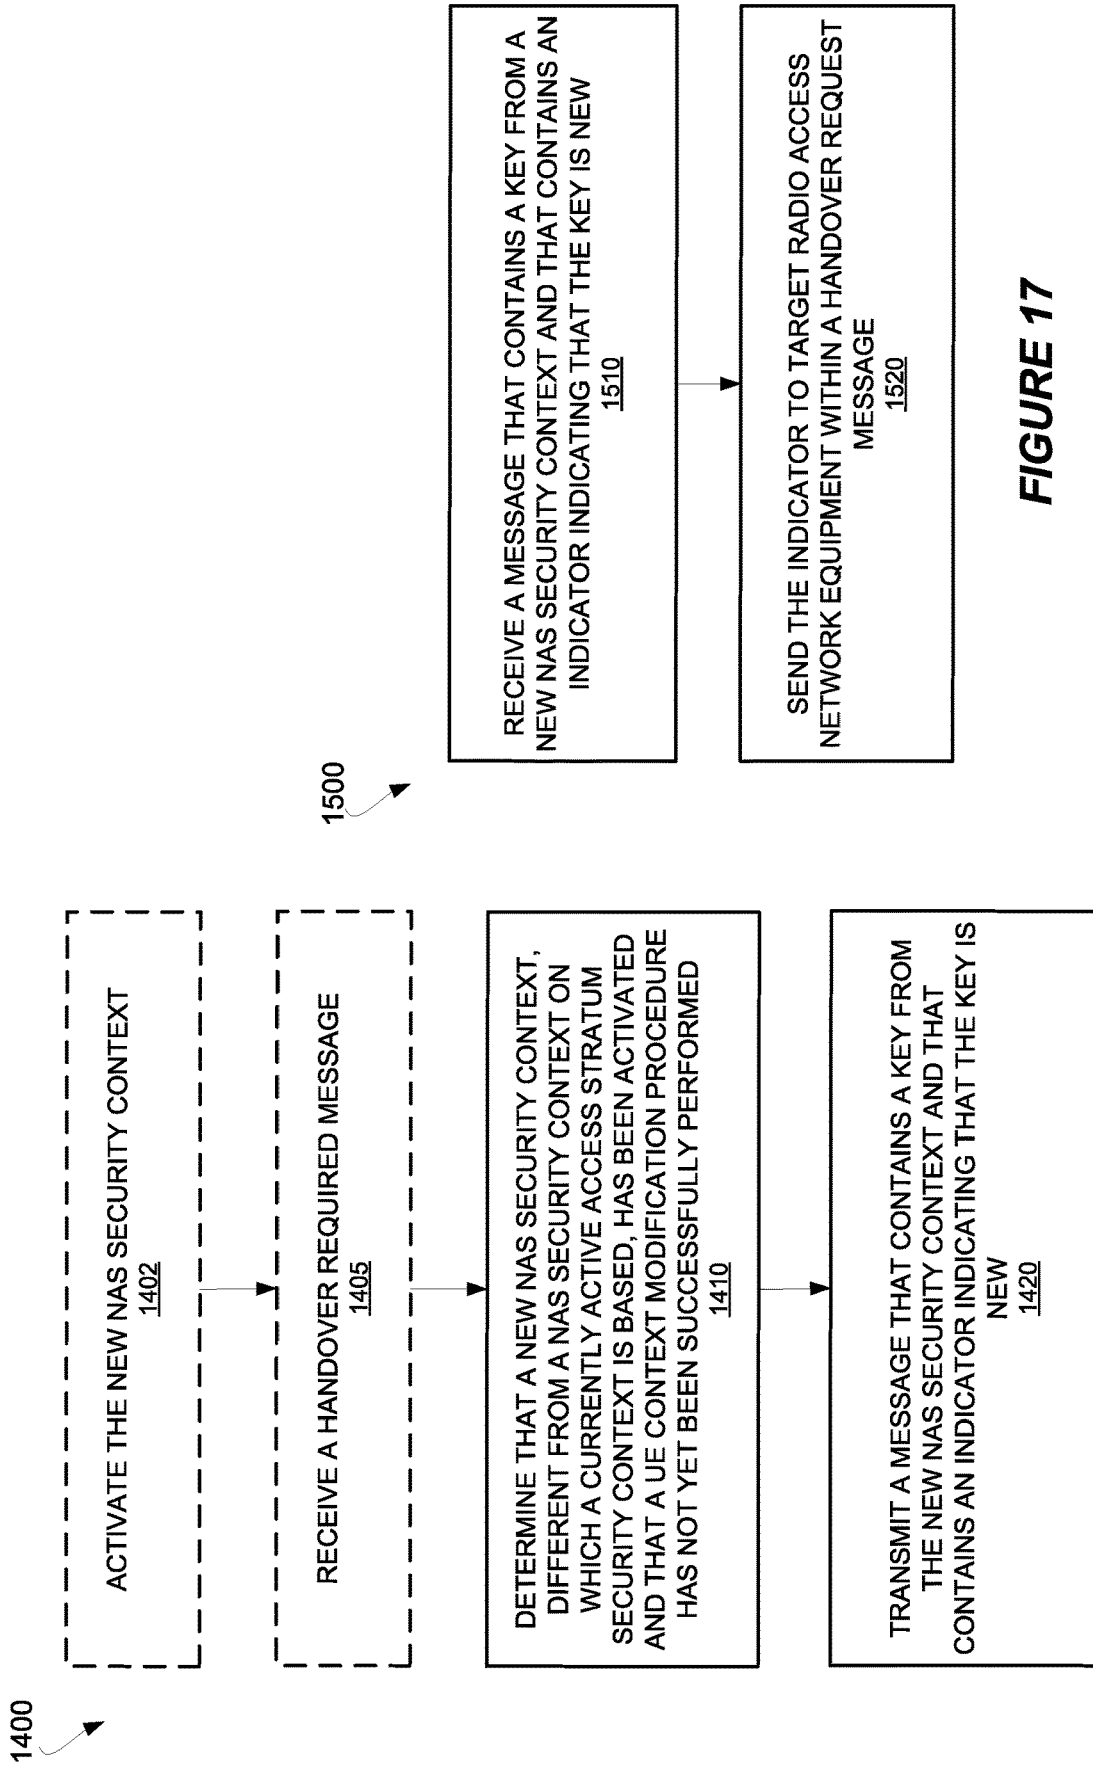 1400
ACTIVATE THE NEW NAS SECURITY CONTEXT
1402
RECEIVE A HANDOVER REQUIRED MESSAGE
1405
DETERMINE THAT A NEW NAS SECURITY CONTEXT,
DIFFERENT FROM A NAS SECURITY CONTEXT ON
WHICH A CURRENTLY ACTIVE ACCESS STRATUM
SECURITY CONTEXT IS BASED, HAS BEEN ACTIVATED
AND THAT A UE CONTEXT MODIFICATION PROCEDURE
HAS NOT YET BEEN SUCCESSFULLY PERFORMED
1410
TRANSMIT A MESSAGE THAT CONTAINS A KEY FROM
THE NEW NAS SECURITY CONTEXT AND THAT
CONTAINS AN INDICATOR INDICATING THAT THE KEY IS
NEW
1420
1500
RECEIVE A MESSAGE THAT CONTAINS A KEY FROM A
NEW NAS SECURITY CONTEXT AND THAT CONTAINS AN
INDICATOR INDICATING THAT THE KEY IS NEW
1510
SEND THE INDICATOR TO TARGET RADIO ACCESS
NETWORK EQUIPMENT WITHIN A HANDOVER REQUEST
MESSAGE
1520
FIGURE 17